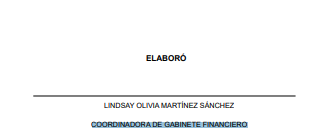 ELABORÓ
LINDSAY OLIVIA MARTÍNEZ SÁNCHEZ
COORDINADORA DE GABINETE FINANCIERO